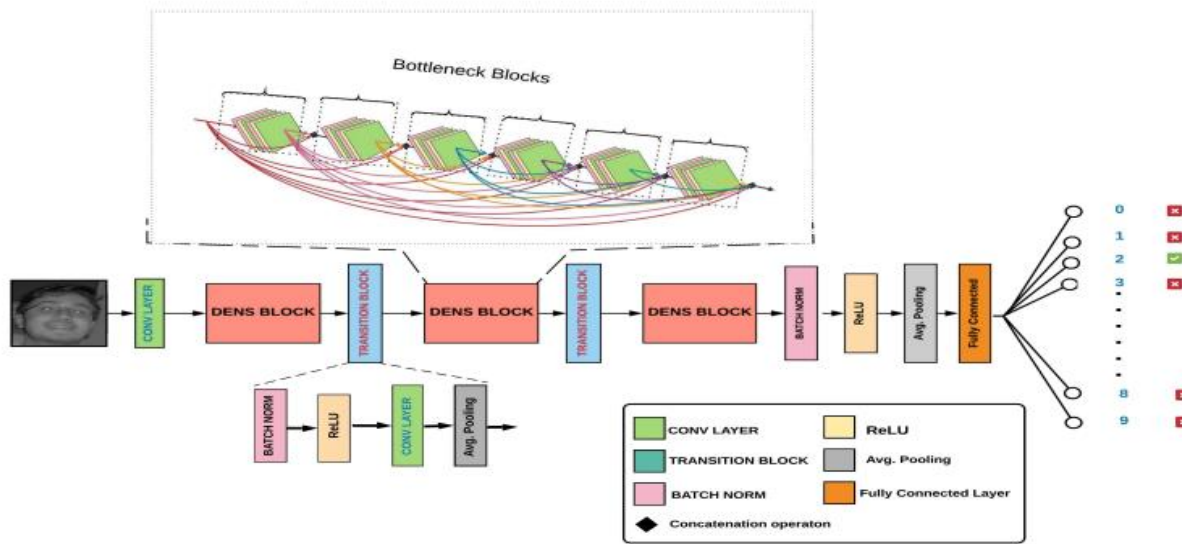 Bottleneck Blocks
CONV LAYER
DENS BLOCK
TRANSITION BLOCK
DENS BLOCK
TRANSITION BLOCK
DENS BLOCK
BATCH NORM
ReLU
Avg. Pooling
Fully Connected
0
1
2
3
8
9
BATCH NORM
ReLU
CONV LAYER
Avg. Pooling
CONV LAYER
ReLU
TRANSITION BLOCK
Avg. Pooling
BATCH NORM
Fully Connected Layer
Concatenation operaton